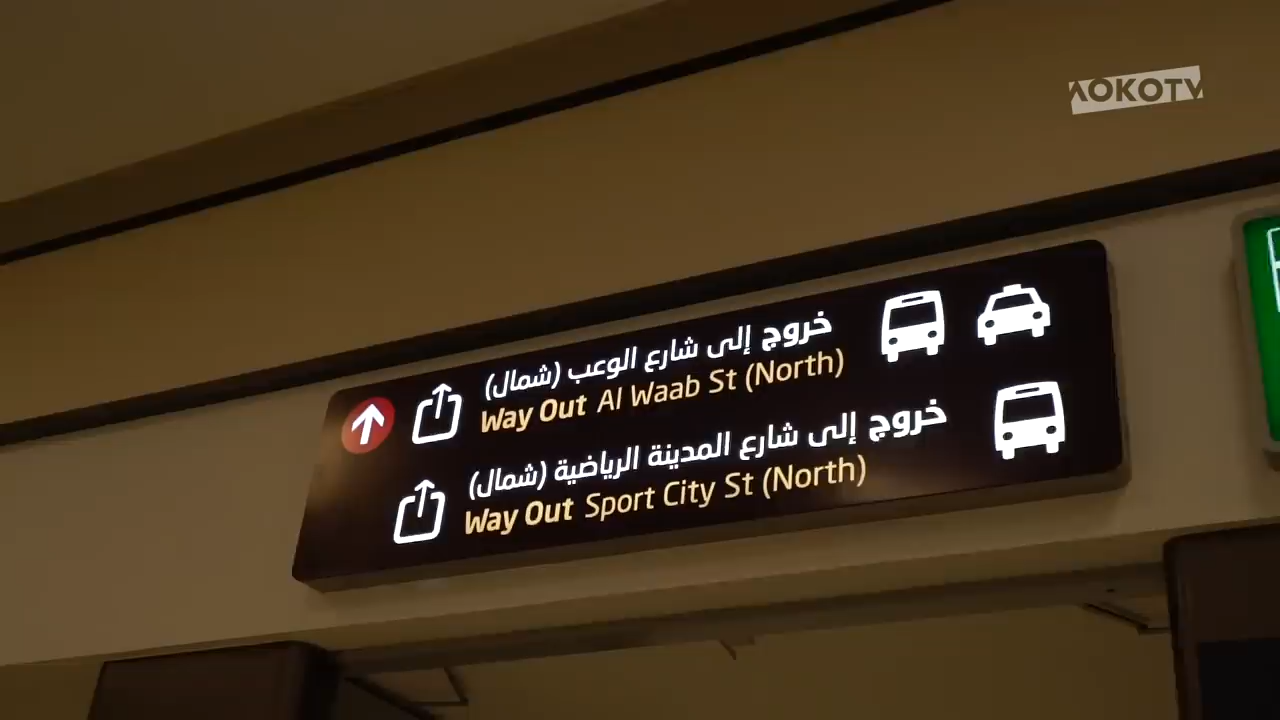 ΛOKOTV
خروج إلى شارع الوعب (شمال)
Way Out Al Waab St (North)
خروج إلى شارع المدينة الرياضية (شمال)
Way Out Sport City St (North)